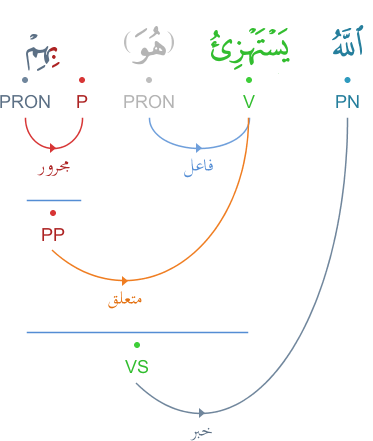 ٱللَّهُ يَسْتَهْزِئُ (هُوَ) بِهِمْ
PN V PRON P PRON
فاعل مجرور
PP
متعلق
VS
خبر